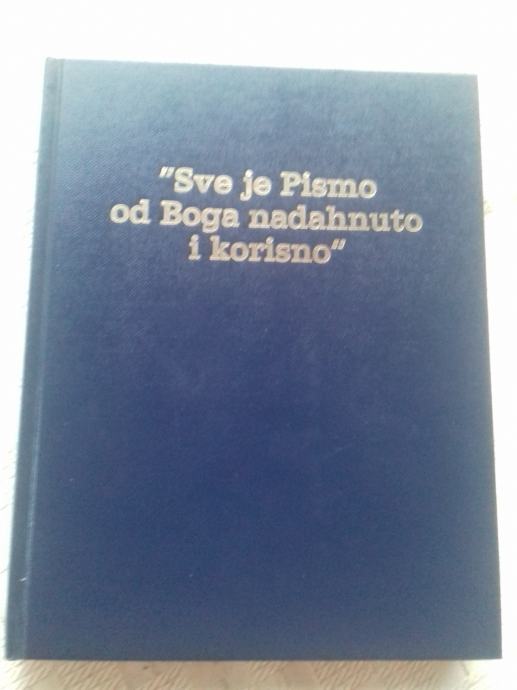 "Sve je Pismo
od Boga nadahnuto
i korisno"